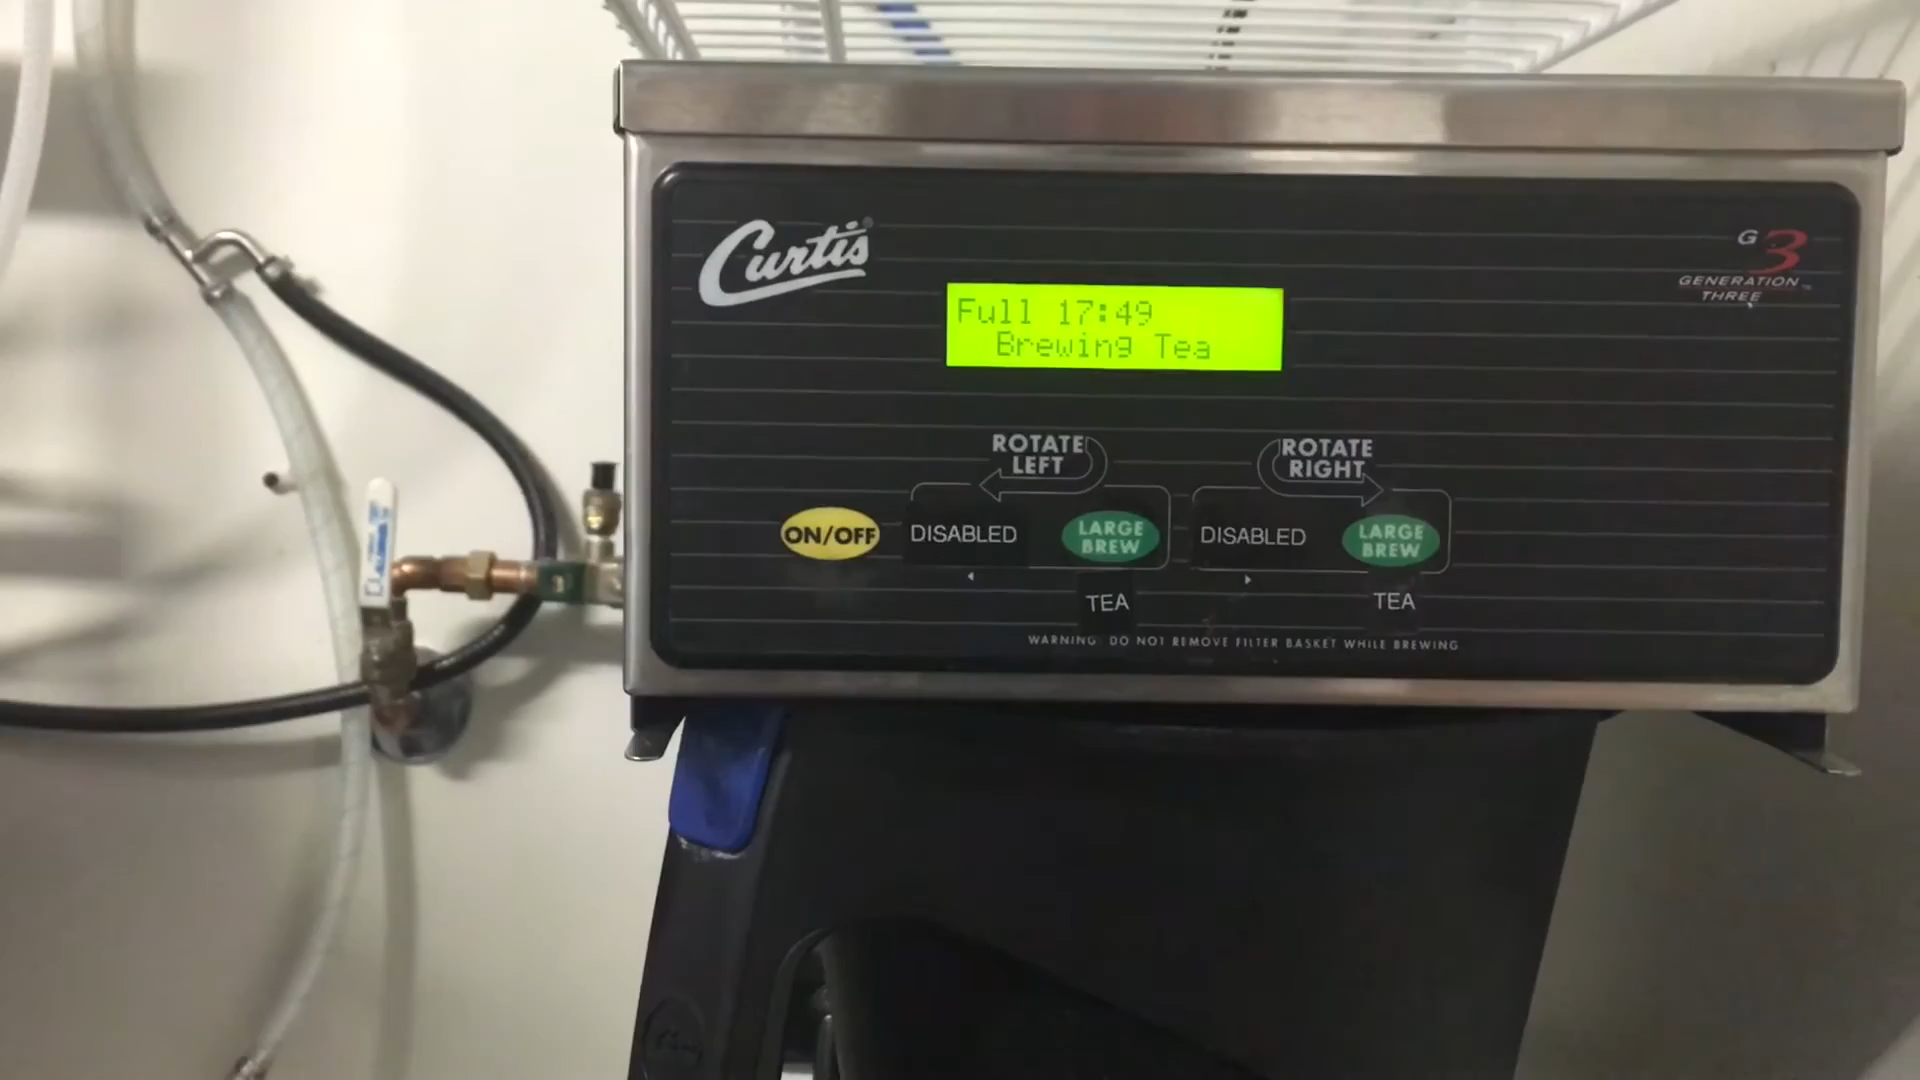 Curtis®
G3
GENERATION
THREE™
Full 17:49
Brewing Tea
ROTATE
LEFT
ROTATE
RIGHT
ON/OFF
DISABLED
LARGE
BREW
DISABLED
LARGE
BREW
TEA
TEA
WARNING: DO NOT REMOVE FILTER BASKET WHILE BREWING